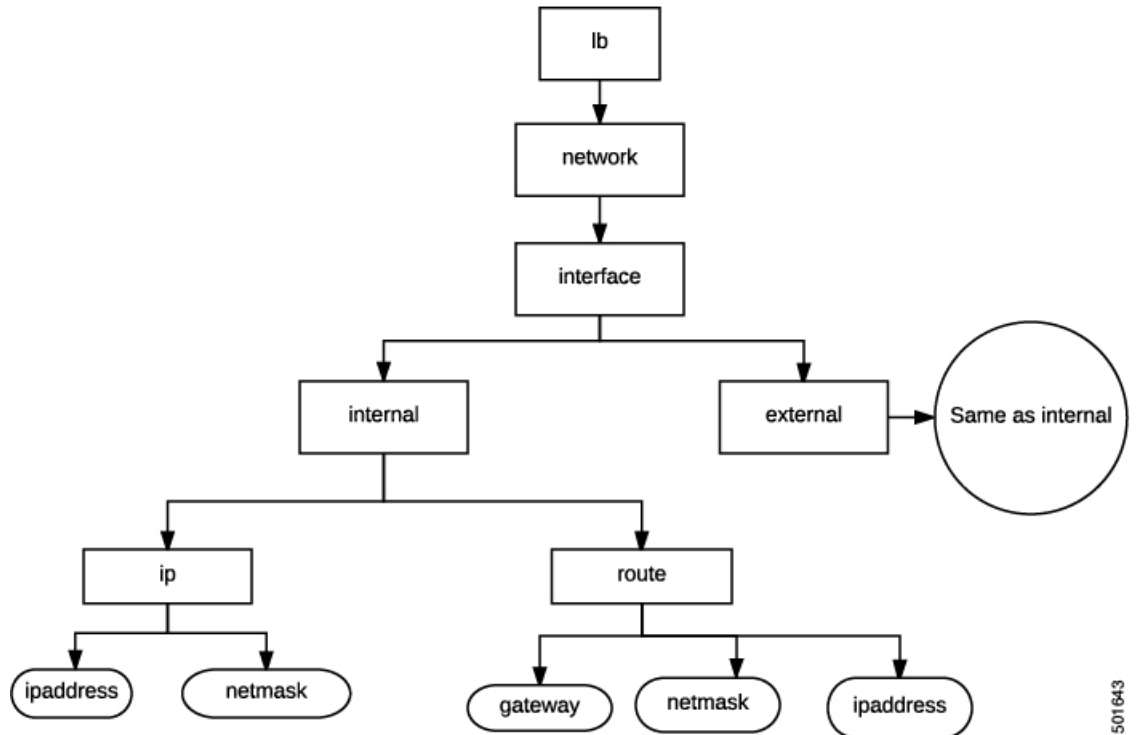 lb
network
interface
internal
external
Same as internal
ip
route
ipaddress
netmask
gateway
netmask
ipaddress
501643